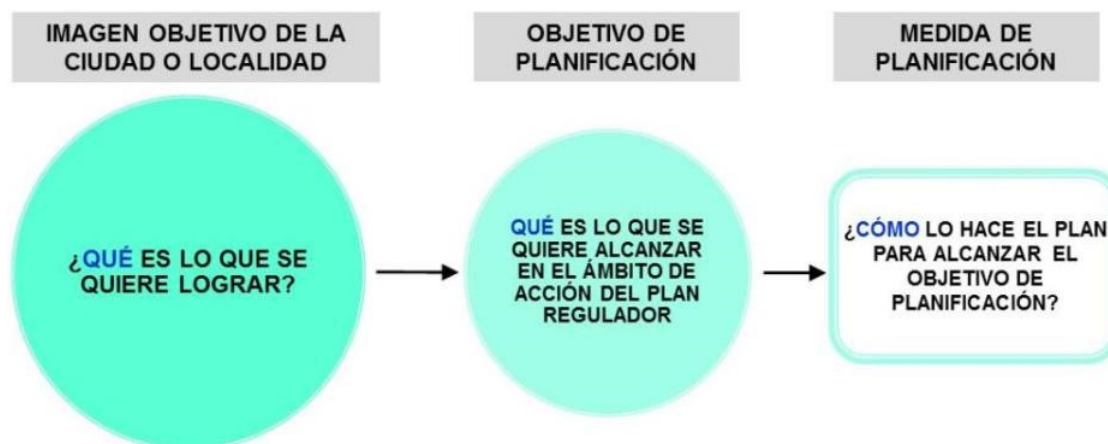 IMAGEN OBJETIVO DE LA
CIUDAD O LOCALIDAD
OBJETIVO DE
PLANIFICACIÓN
MEDIDA DE
PLANIFICACIÓN
¿QUÉ ES LO QUE SE
QUIERE LOGRAR?
QUÉ ES LO QUE SE
QUIERE ALCANZAR
EN EL ÁMBITO DE
ACCIÓN DEL PLAN
REGULADOR
¿CÓMO LO HACE EL PLAN
PARA ALCANZAR EL
OBJETIVO DE
PLANIFICACIÓN?